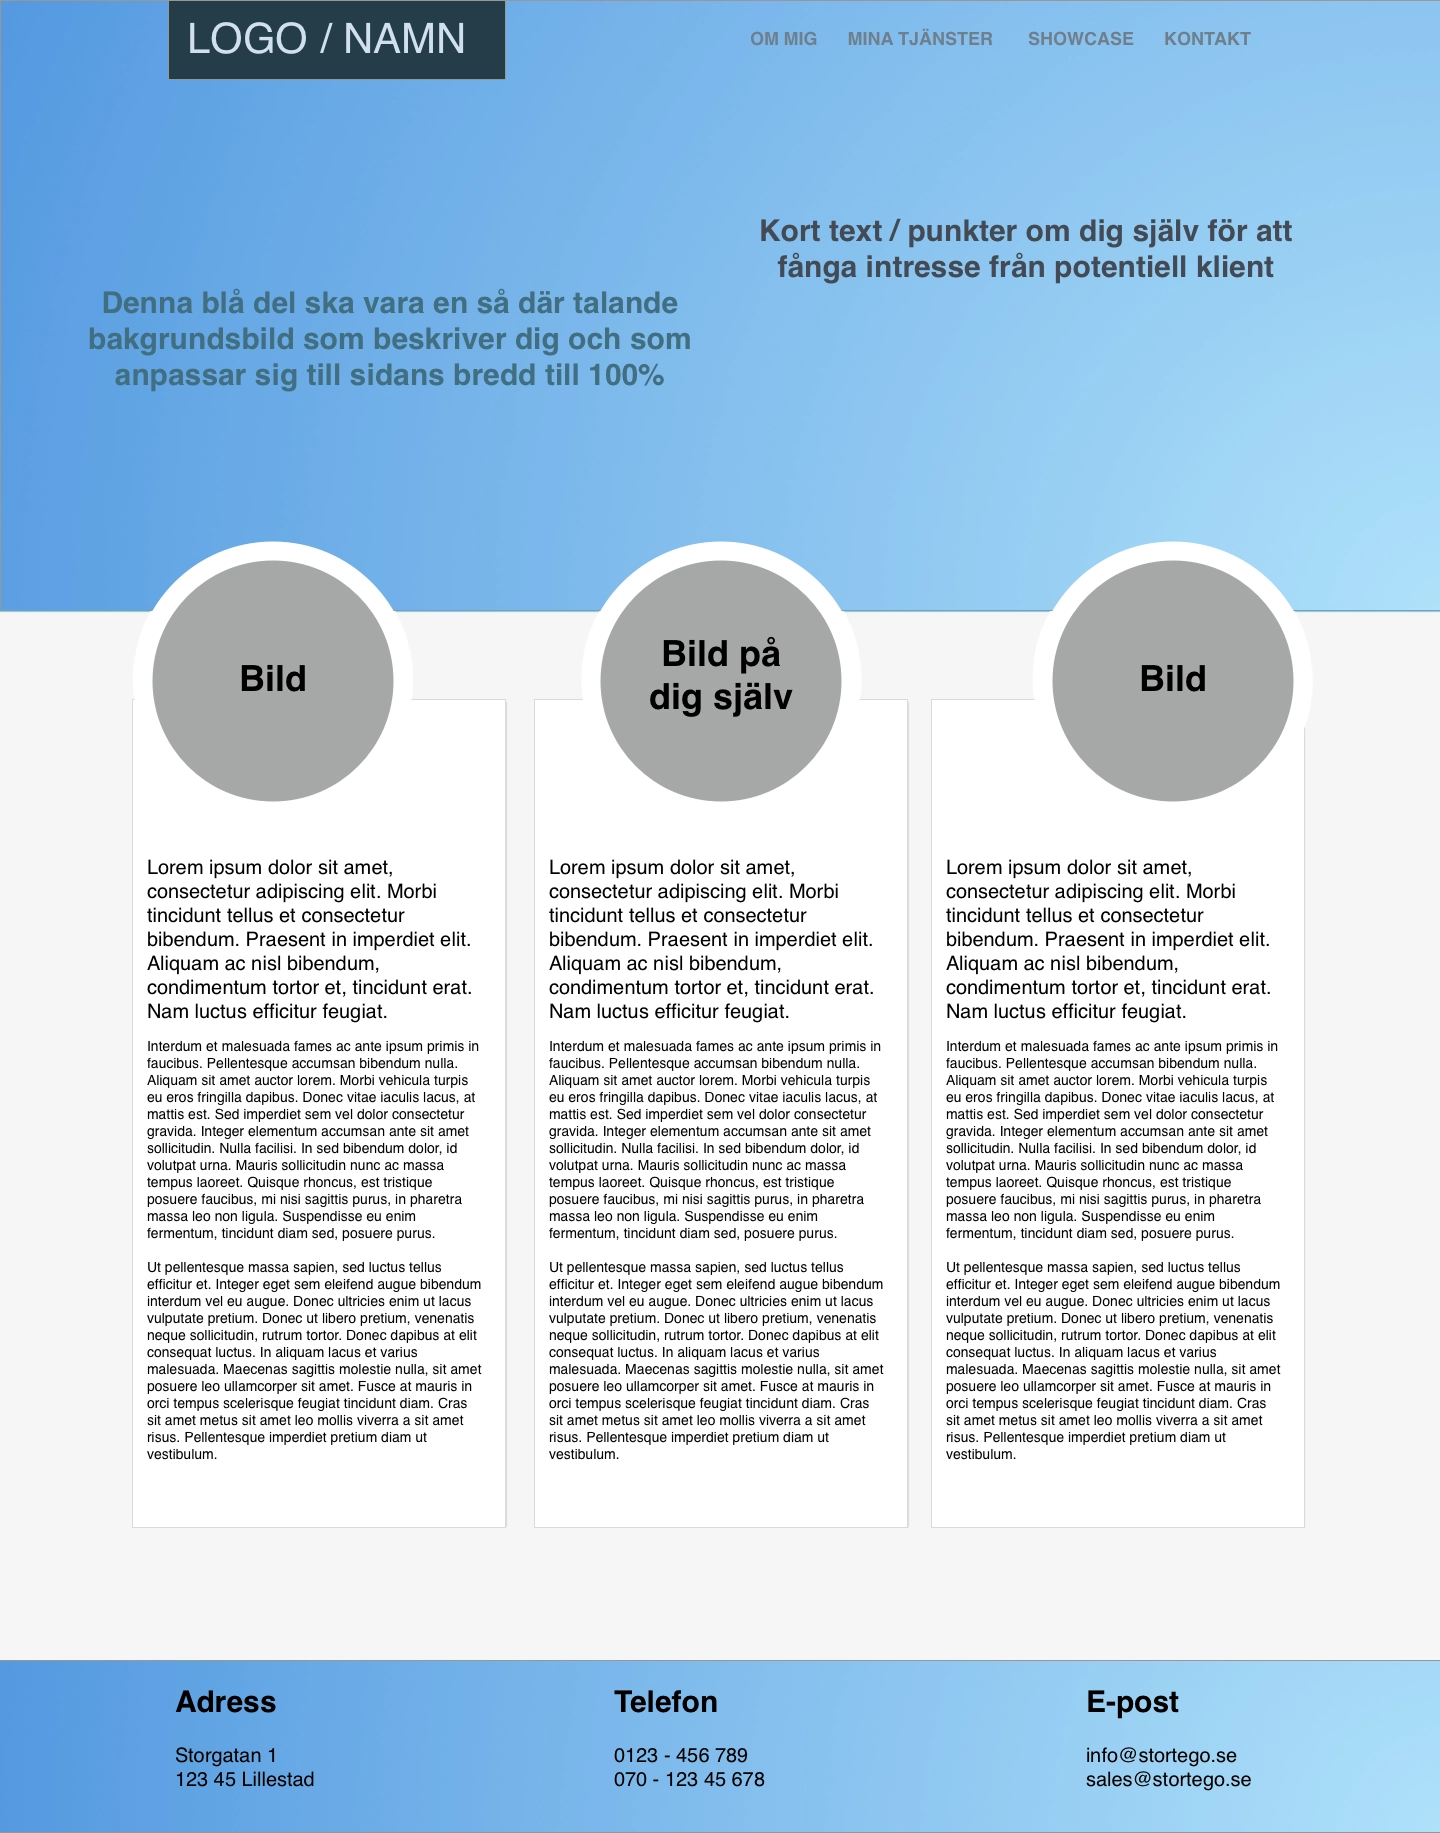 LOGO / NAMN
OM MIG MINA TJÄNSTER SHOWCASE KONTAKT
Kort text / punkter om dig själv för att
fånga intresse från potentiell klient
Denna blå del ska vara en så där talande
bakgrundsbild som beskriver dig och som
anpassar sig till sidans bredd till 100%
Bild
Bild på
dig själv
Bild
Lorem ipsum dolor sit amet,
consectetur adipiscing elit. Morbi
tincidunt tellus et consectetur
bibendum. Praesent in imperdiet elit.
Aliquam ac nisl bibendum,
condimentum tortor et, tincidunt erat.
Nam luctus efficitur feugiat.
Interdum et malesuada fames ac ante ipsum primis in
faucibus. Pellentesque accumsan bibendum nulla.
Aliquam sit amet auctor lorem. Morbi vehicula turpis
eu eros fringilla dapibus. Donec vitae iaculis lacus, at
mattis est. Sed imperdiet sem vel dolor consectetur
gravida. Integer elementum accumsan ante sit amet
sollicitudin. Nulla facilisi. In sed bibendum dolor, id
volutpat urna. Mauris sollicitudin nunc ac massa
tempus laoreet. Quisque rhoncus, est tristique
posuere faucibus, mi nisi sagittis purus, in pharetra
massa leo non ligula. Suspendisse eu enim
fermentum, tincidunt diam sed, posuere purus.
Ut pellentesque massa sapien, sed luctus tellus
efficitur et. Integer eget sem eleifend augue bibendum
interdum vel eu augue. Donec ultricies enim ut lacus
vulputate pretium. Donec ut libero pretium, venenatis
neque sollicitudin, rutrum tortor. Donec dapibus at elit
consequat luctus. In aliquam lacus et varius
malesuada. Maecenas sagittis molestie nulla, sit amet
posuere leo ullamcorper sit amet. Fusce at mauris in
orci tempus scelerisque feugiat tincidunt diam. Cras
sit amet metus sit amet leo mollis viverra a sit amet
risus. Pellentesque imperdiet pretium diam ut
vestibulum.
Lorem ipsum dolor sit amet,
consectetur adipiscing elit. Morbi
tincidunt tellus et consectetur
bibendum. Praesent in imperdiet elit.
Aliquam ac nisl bibendum,
condimentum tortor et, tincidunt erat.
Nam luctus efficitur feugiat.
Interdum et malesuada fames ac ante ipsum primis in
faucibus. Pellentesque accumsan bibendum nulla.
Aliquam sit amet auctor lorem. Morbi vehicula turpis
eu eros fringilla dapibus. Donec vitae iaculis lacus, at
mattis est. Sed imperdiet sem vel dolor consectetur
gravida. Integer elementum accumsan ante sit amet
sollicitudin. Nulla facilisi. In sed bibendum dolor, id
volutpat urna. Mauris sollicitudin nunc ac massa
tempus laoreet. Quisque rhoncus, est tristique
posuere faucibus, mi nisi sagittis purus, in pharetra
massa leo non ligula. Suspendisse eu enim
fermentum, tincidunt diam sed, posuere purus.
Ut pellentesque massa sapien, sed luctus tellus
efficitur et. Integer eget sem eleifend augue bibendum
interdum vel eu augue. Donec ultricies enim ut lacus
vulputate pretium. Donec ut libero pretium, venenatis
neque sollicitudin, rutrum tortor. Donec dapibus at elit
consequat luctus. In aliquam lacus et varius
malesuada. Maecenas sagittis molestie nulla, sit amet
posuere leo ullamcorper sit amet. Fusce at mauris in
orci tempus scelerisque feugiat tincidunt diam. Cras
sit amet metus sit amet leo mollis viverra a sit amet
risus. Pellentesque imperdiet pretium diam ut
vestibulum.
Lorem ipsum dolor sit amet,
consectetur adipiscing elit. Morbi
tincidunt tellus et consectetur
bibendum. Praesent in imperdiet elit.
Aliquam ac nisl bibendum,
condimentum tortor et, tincidunt erat.
Nam luctus efficitur feugiat.
Interdum et malesuada fames ac ante ipsum primis in
faucibus. Pellentesque accumsan bibendum nulla.
Aliquam sit amet auctor lorem. Morbi vehicula turpis
eu eros fringilla dapibus. Donec vitae iaculis lacus, at
mattis est. Sed imperdiet sem vel dolor consectetur
gravida. Integer elementum accumsan ante sit amet
sollicitudin. Nulla facilisi. In sed bibendum dolor, id
volutpat urna. Mauris sollicitudin nunc ac massa
tempus laoreet. Quisque rhoncus, est tristique
posuere faucibus, mi nisi sagittis purus, in pharetra
massa leo non ligula. Suspendisse eu enim
fermentum, tincidunt diam sed, posuere purus.
Ut pellentesque massa sapien, sed luctus tellus
efficitur et. Integer eget sem eleifend augue bibendum
interdum vel eu augue. Donec ultricies enim ut lacus
vulputate pretium. Donec ut libero pretium, venenatis
neque sollicitudin, rutrum tortor. Donec dapibus at elit
consequat luctus. In aliquam lacus et varius
malesuada. Maecenas sagittis molestie nulla, sit amet
posuere leo ullamcorper sit amet. Fusce at mauris in
orci tempus scelerisque feugiat tincidunt diam. Cras
sit amet metus sit amet leo mollis viverra a sit amet
risus. Pellentesque imperdiet pretium diam ut
vestibulum.
Adress
Storgatan 1
123 45 Lillestad
Telefon
0123 - 456 789
070 - 123 45 678
E-post
info@stortego.se
sales@stortego.se